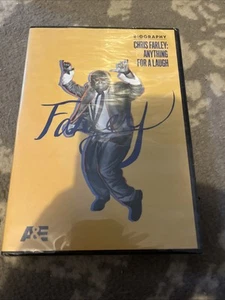 BIOGRAPHY
CHRIS FARLEY:
ANYTHING
FOR A LAUGH
Farley
A&E